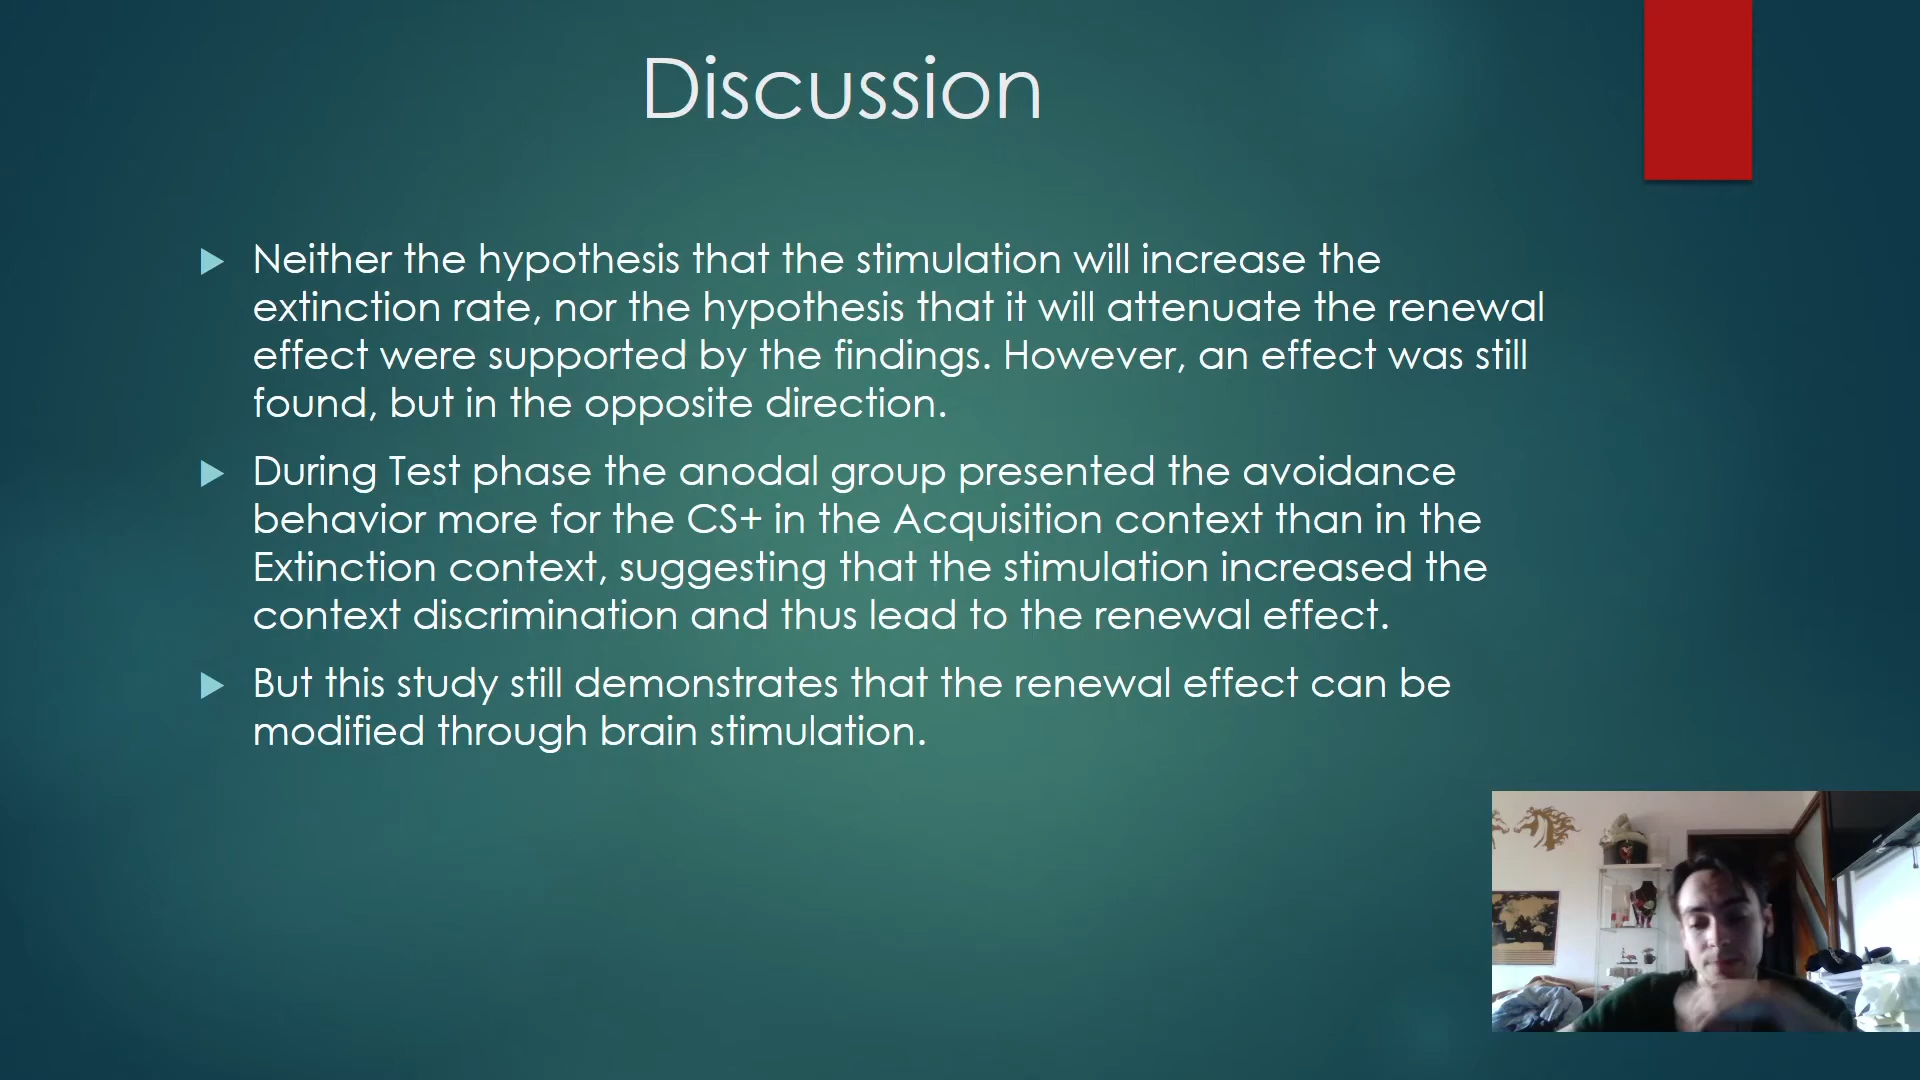 Discussion
Neither the hypothesis that the stimulation will increase the
extinction rate, nor the hypothesis that it will attenuate the renewal
effect were supported by the findings. However, an effect was still
found, but in the opposite direction.
During Test phase the anodal group presented the avoidance
behavior more for the CS+ in the Acquisition context than in the
Extinction context, suggesting that the stimulation increased the
context discrimination and thus lead to the renewal effect.
But this study still demonstrates that the renewal effect can be
modified through brain stimulation.